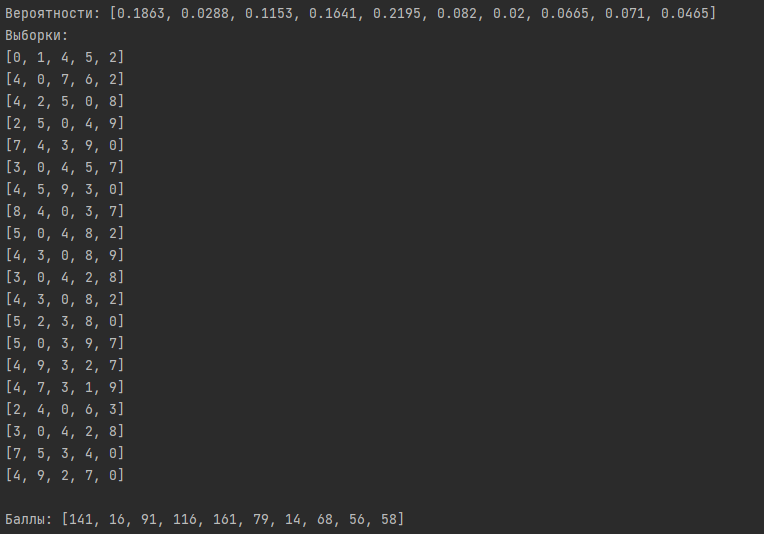 Вероятности: [0.1863, 0.0288, 0.1153, 0.1641, 0.2195, 0.082, 0.02, 0.0665, 0.071, 0.0465]
Выборки:
[0, 1, 4, 5, 2]
[4, 0, 7, 6, 2]
[4, 2, 5, 0, 8]
[2, 5, 0, 4, 9]
[7, 4, 3, 9, 0]
[3, 0, 4, 5, 7]
[4, 5, 9, 3, 0]
[8, 4, 0, 3, 7]
[5, 0, 4, 8, 2]
[4, 3, 0, 8, 9]
[3, 0, 4, 2, 8]
[4, 3, 0, 8, 2]
[5, 2, 3, 8, 0]
[5, 0, 3, 9, 7]
[4, 9, 3, 2, 7]
[4, 7, 3, 1, 9]
[2, 4, 0, 6, 3]
[3, 0, 4, 2, 8]
[7, 5, 3, 4, 0]
[4, 9, 2, 7, 0]
Баллы: [141, 16, 91, 116, 161, 79, 14, 68, 56, 58]